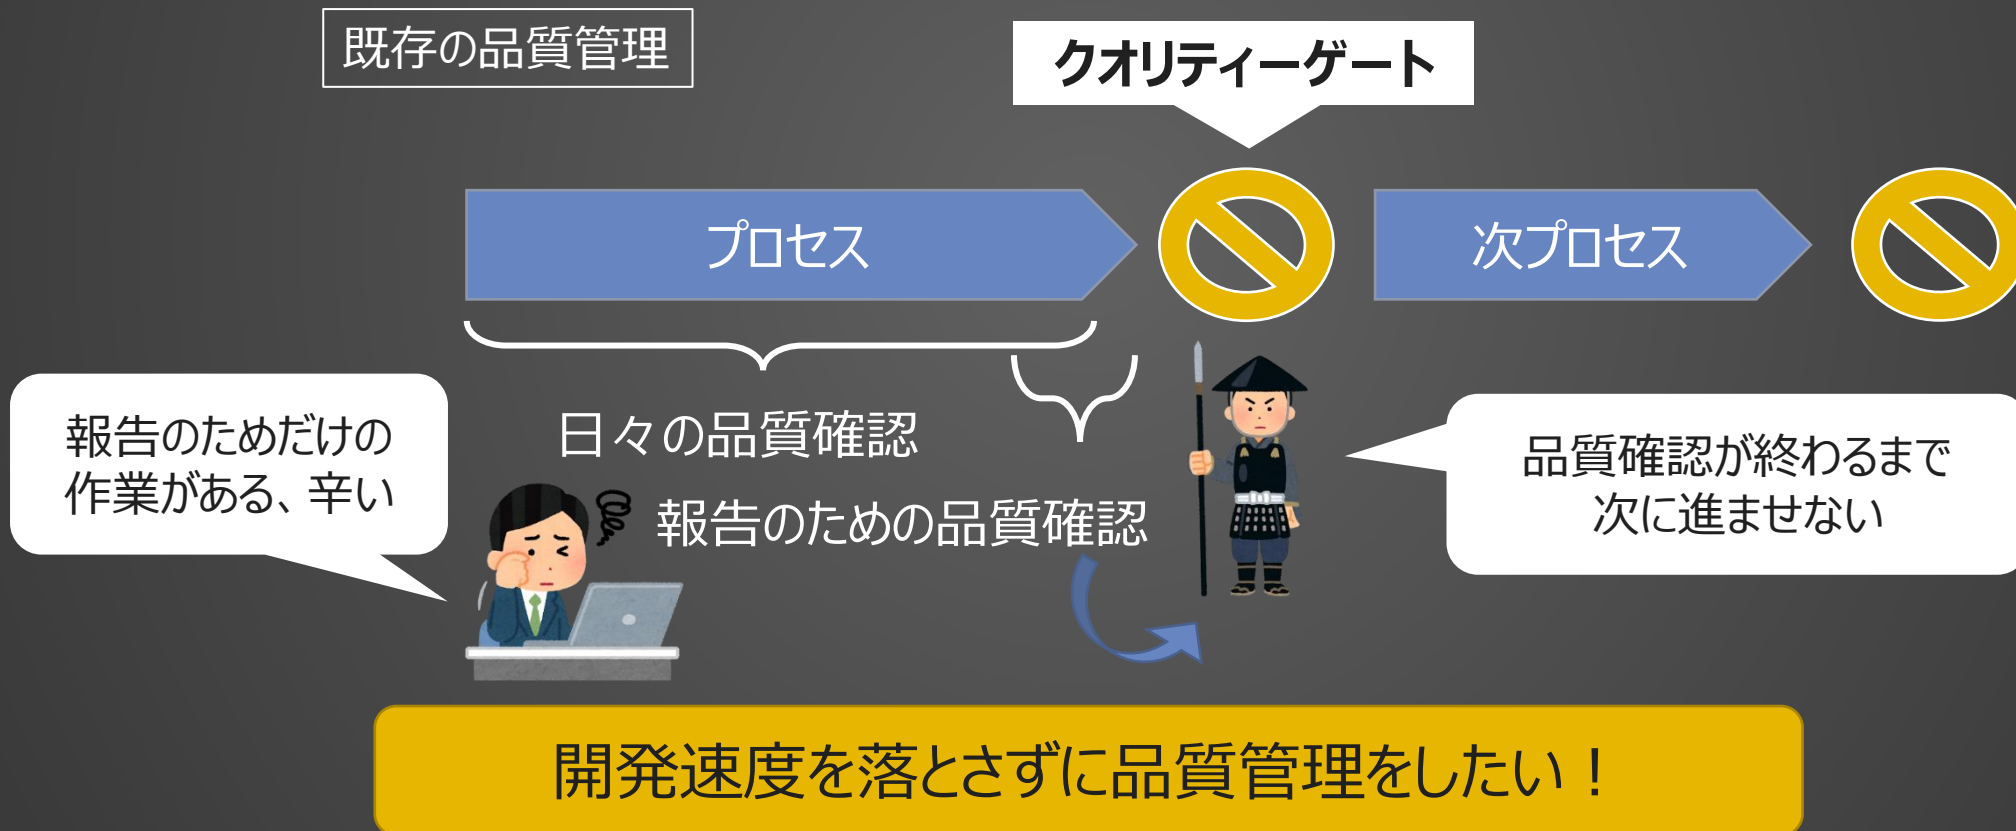 既存の品質管理
クオリティーゲート
プロセス
次プロセス
日々の品質確認
報告のための品質確認
報告のためだけの
作業がある、辛い
品質確認が終わるまで
次に進ませない
開発速度を落とさずに品質管理をしたい！